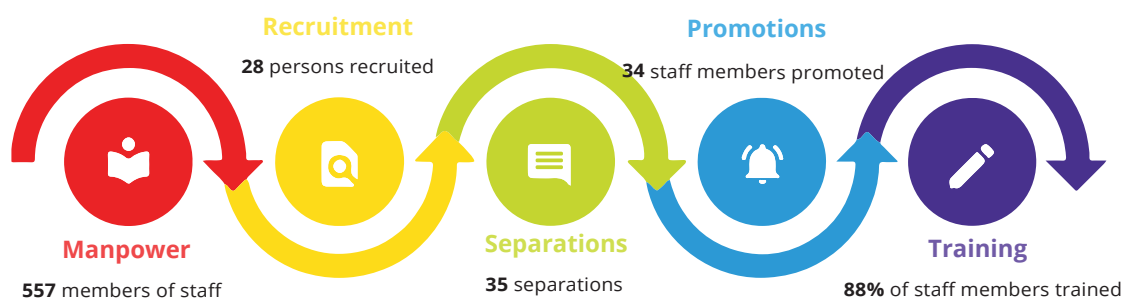 Recruitment
28 persons recruited
Promotions
34 staff members promoted
Manpower
557 members of staff
Separations
35 separations
Training
88% of staff members trained